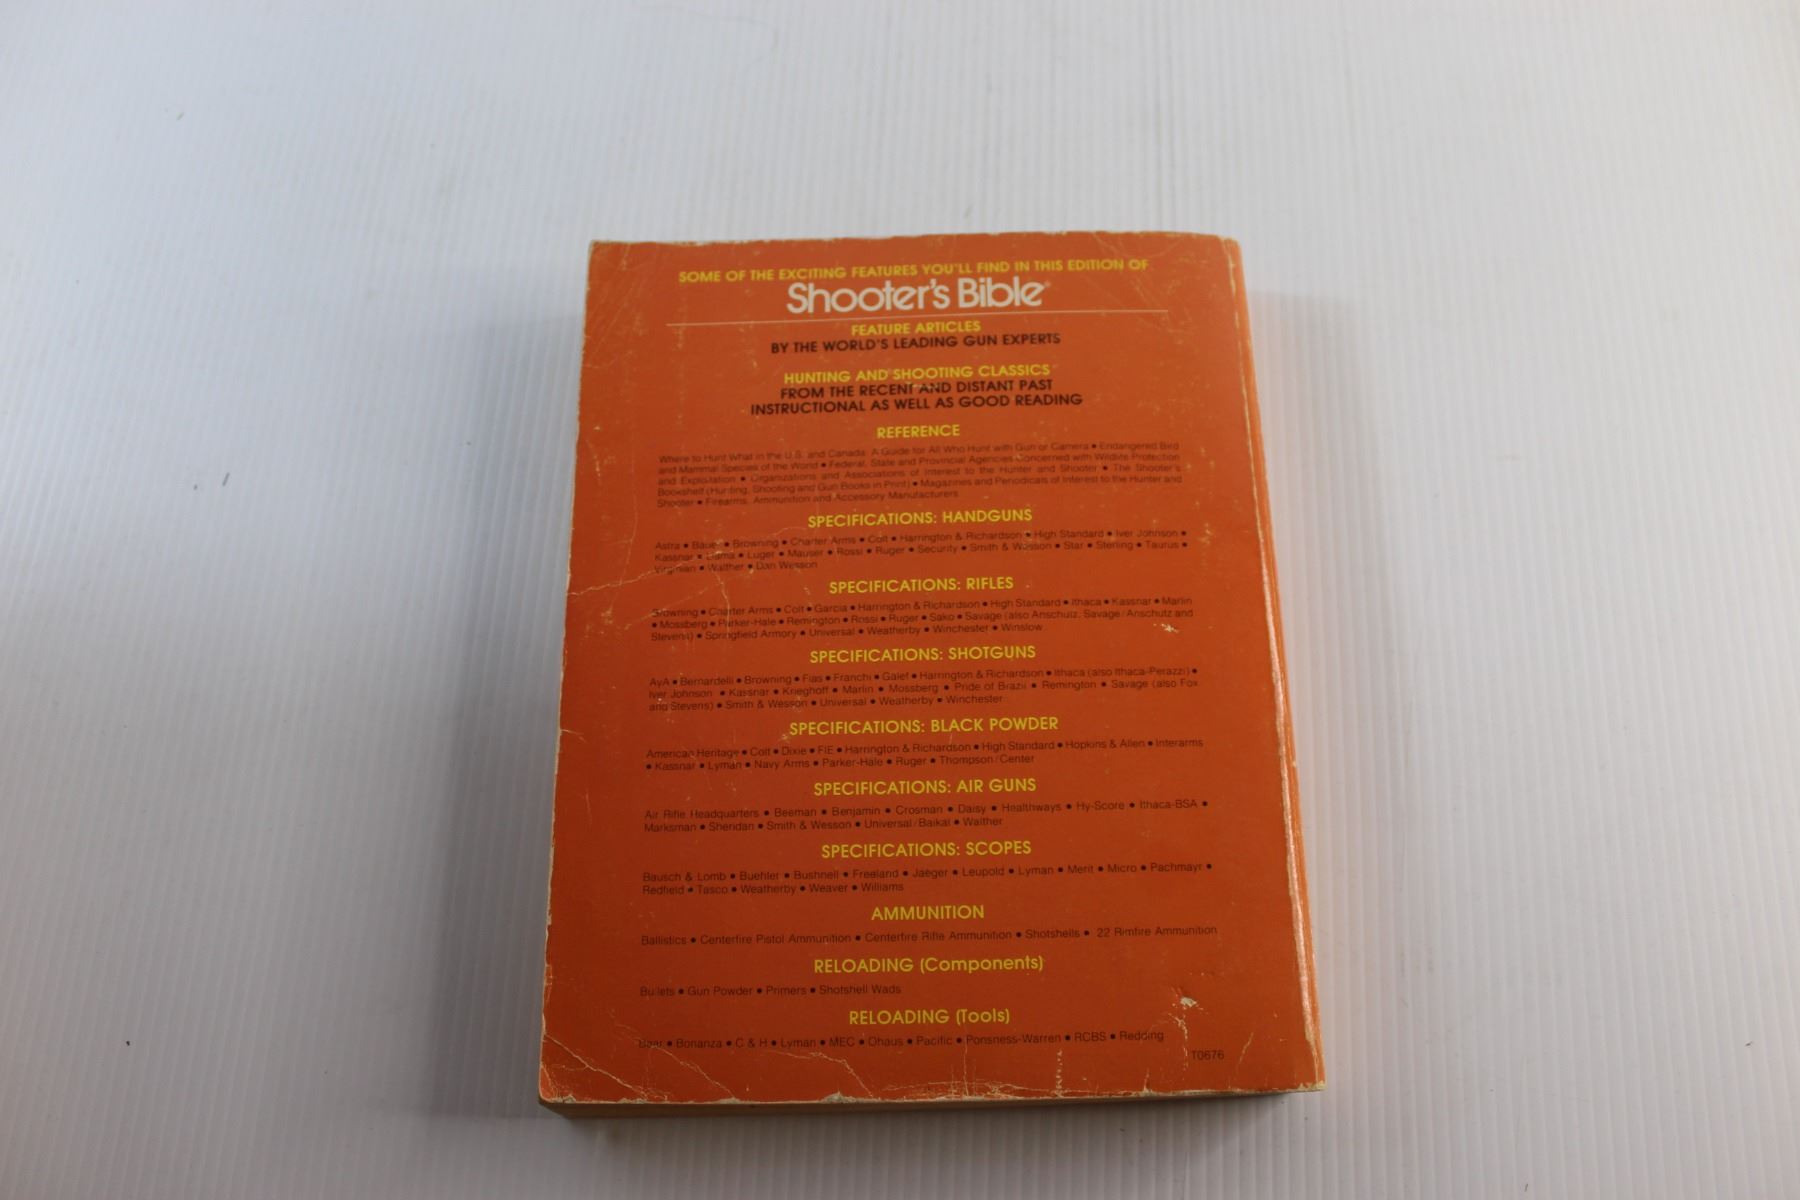 SOME OF THE EXCITING FEATURES YOU'LL FIND IN THIS EDITION OF
Shooter's Bible®
FEATURE ARTICLES
BY THE WORLD'S LEADING GUN EXPERTS
HUNTING AND SHOOTING CLASSICS
FROM THE RECENT AND DISTANT PAST
INSTRUCTIONAL AS WELL AS GOOD READING
REFERENCE
Where to Hunt What in the U.S. and Canada: A Guide for All Who Hunt with Gun or Camera • Endangered Bird
and Mammal Species of the World • Federal, State and Provincial Agencies Concerned with Wildlife Protection
and Exploitation • Organizations and Associations of Interest to the Hunter and Shooter • The Shooter's
Bookshelf (Hunting, Shooting and Gun Books in Print) • Magazines and Periodicals of Interest to the Hunter and
Shooter • Firearms, Ammunition and Accessory Manufacturers
SPECIFICATIONS: HANDGUNS
Astra • Bauer • Browning • Charter Arms • Colt • Harrington & Richardson • High Standard • Iver Johnson •
Kassnar • Llama • Luger • Mauser • Rossi • Ruger • Security • Smith & Wesson • Star • Sterling • Taurus •
Virginian • Walther • Dan Wesson
SPECIFICATIONS: RIFLES
Browning • Charter Arms • Colt • Garcia • Harrington & Richardson • High Standard • Ithaca • Kassnar • Marlin
• Mossberg • Parker-Hale • Remington • Rossi • Ruger • Sako • Savage (also Anschutz, Savage/Anschutz and
Stevens) • Springfield Armory • Universal • Weatherby • Winchester • Winslow
SPECIFICATIONS: SHOTGUNS
AyA • Bernardelli • Browning • Fias • Franchi • Galef • Harrington & Richardson • Ithaca (also Ithaca-Perazzi) •
Iver Johnson • Kassnar • Krieghoff • Marlin • Mossberg • Pride of Brazil • Remington • Savage (also Fox
and Stevens) • Smith & Wesson • Universal • Weatherby • Winchester
SPECIFICATIONS: BLACK POWDER
American Heritage • Colt • Dixie • FIE • Harrington & Richardson • High Standard • Hopkins & Allen • Interarms
• Kassnar • Lyman • Navy Arms • Parker-Hale • Ruger • Thompson/Center
SPECIFICATIONS: AIR GUNS
Air Rifle Headquarters • Beeman • Benjamin • Crosman • Daisy • Healthways • Hy-Score • Ithaca-BSA •
Marksman • Sheridan • Smith & Wesson • Universal/Baikal • Walther
SPECIFICATIONS: SCOPES
Bausch & Lomb • Buehler • Bushnell • Freeland • Jaeger • Leupold • Lyman • Merit • Micro • Pachmayr •
Redfield • Tasco • Weatherby • Weaver • Williams
AMMUNITION
Ballistics • Centerfire Pistol Ammunition • Centerfire Rifle Ammunition • Shotshells • 22 Rimfire Ammunition
RELOADING (Components)
Bullets • Gun Powder • Primers • Shotshell Wads
RELOADING (Tools)
Bear • Bonanza • C & H • Lyman • MEC • Ohaus • Pacific • Ponsness-Warren • RCBS • Redding
T0676